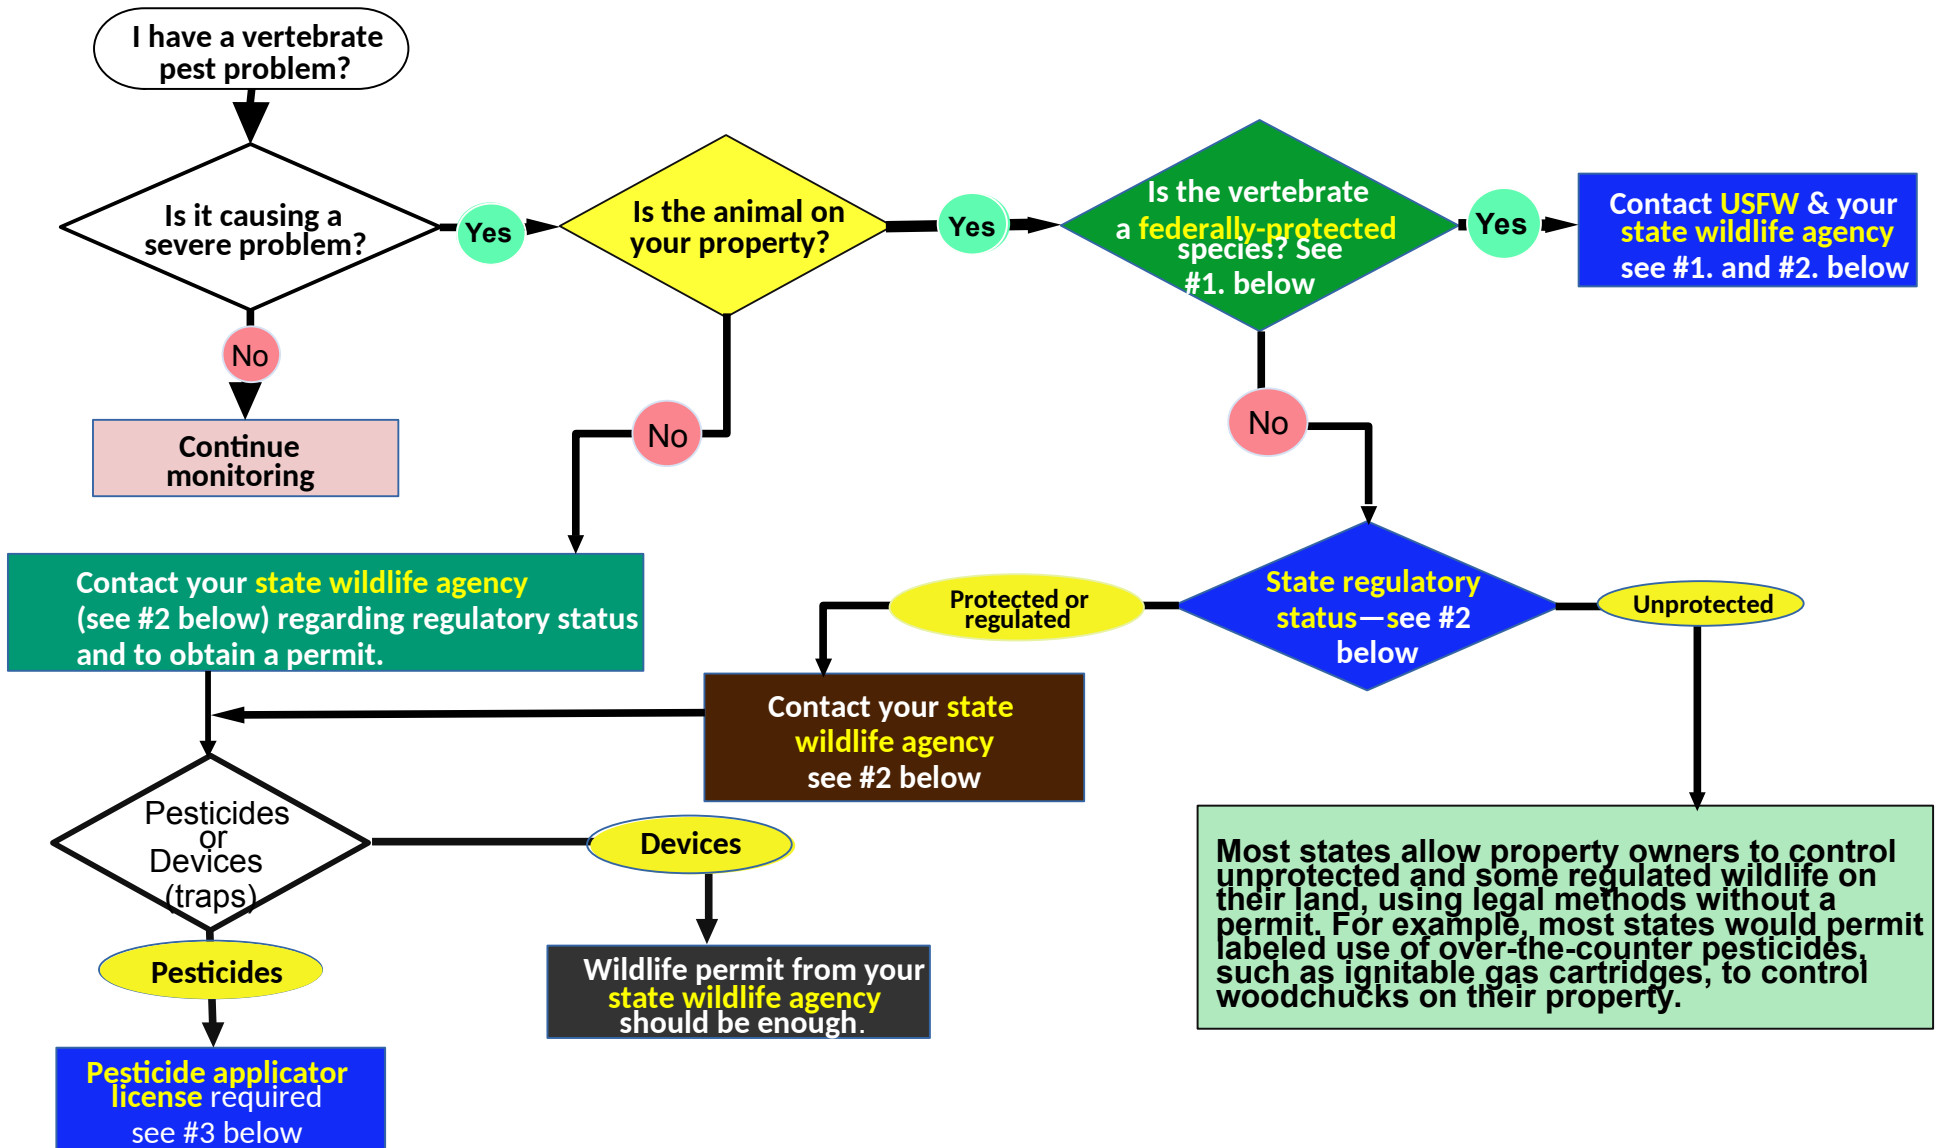 I have a vertebrate
pest problem?
Is it causing a
severe problem?
Yes
Is the animal on
your property?
Yes
Is the vertebrate
a federally-protected
species? See
#1. below
Yes
Contact USFW & your
state wildlife agency
see #1. and #2. below
No
Continue
monitoring
No
No
Contact your state wildlife agency
(see #2 below) regarding regulatory status
and to obtain a permit.
Protected or
regulated
State regulatory
status—see #2
below
Unprotected
Contact your state
wildlife agency
see #2 below
Pesticides
or
Devices
(traps)
Devices
Most states allow property owners to control
unprotected and some regulated wildlife on
their land, using legal methods without a
permit. For example, most states would permit
labeled use of over-the-counter pesticides,
such as ignitable gas cartridges, to control
woodchucks on their property.
Pesticides
Wildlife permit from your
state wildlife agency
should be enough.
Pesticide applicator
license required
see #3 below